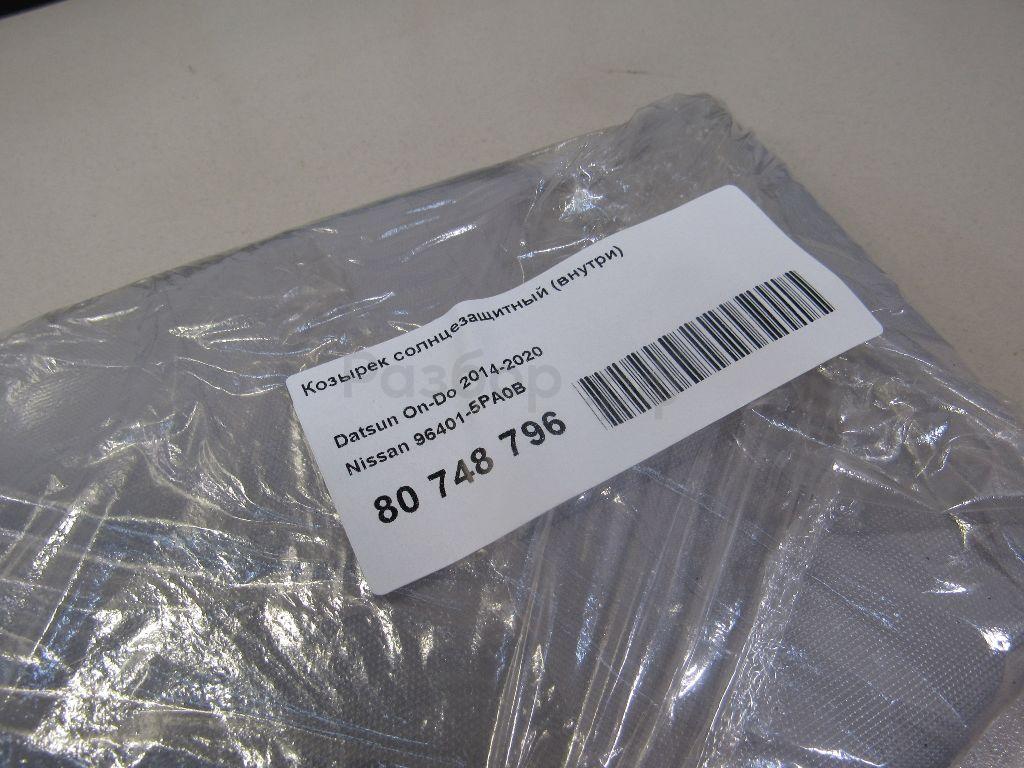 Козырек солнцезащитный (внутри)
Datsun On-Do 2014-2020
Nissan 96401-5PA0B
80 748 796
Разбор